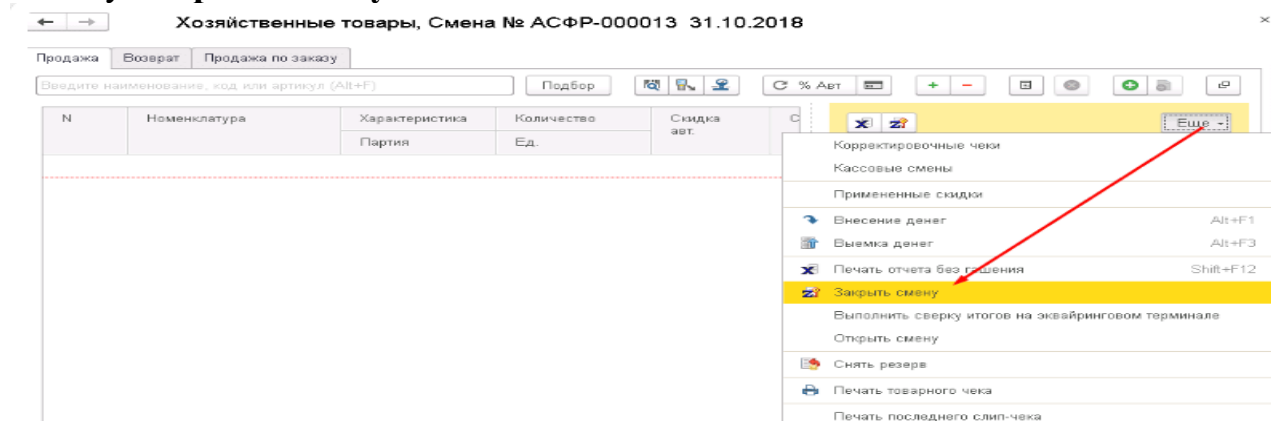 Хозяйственные товары, Смена № АСФР-000013 31.10.2018
Продажа Возврат Продажа по заказу
Введите наименование, код или артикул (Alt+F) Подбор % Авт
N Номенклатура Характеристика Количество Скидка авт. С Еще
Партия Ед.
Корректировочные чеки
Кассовые смены
Примененные скидки
Внесение денег Alt+F1
Выемка денег Alt+F3
Печать отчета без гашения Shift+F12
Закрыть смену
Выполнить сверку итогов на эквайринговом терминале
Открыть смену
Снять резерв
Печать товарного чека
Печать последнего слип-чека